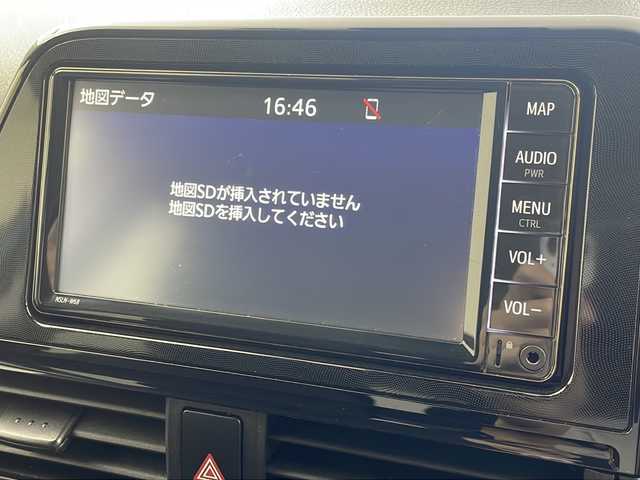 地図データ
16:46
地図SDが挿入されていません
地図SDを挿入してください
NSLN-W68
MAP
AUDIO
PWR
MENU
CTRL
VOL+
VOL-